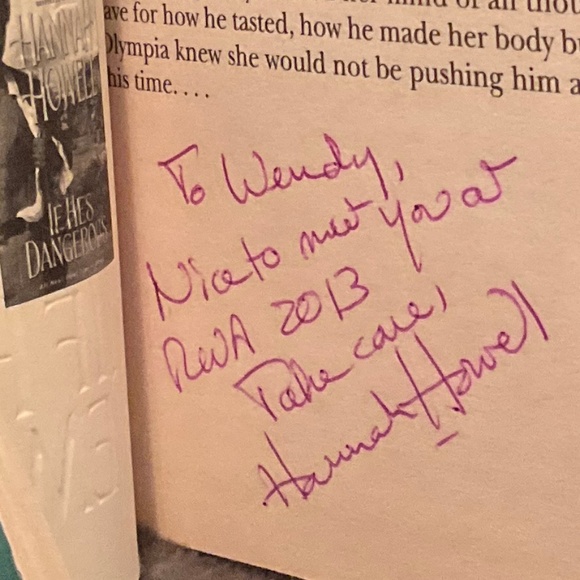 ave for how he tasted, how he made her body b
Olympia knew she would not be pushing him a
his time. . . .
HANNAH
HOWELL
IF HE'S
DANGEROUS
To Wendy,
Nice to meet you at
RWA 2013
Take care,
Hannah Howell